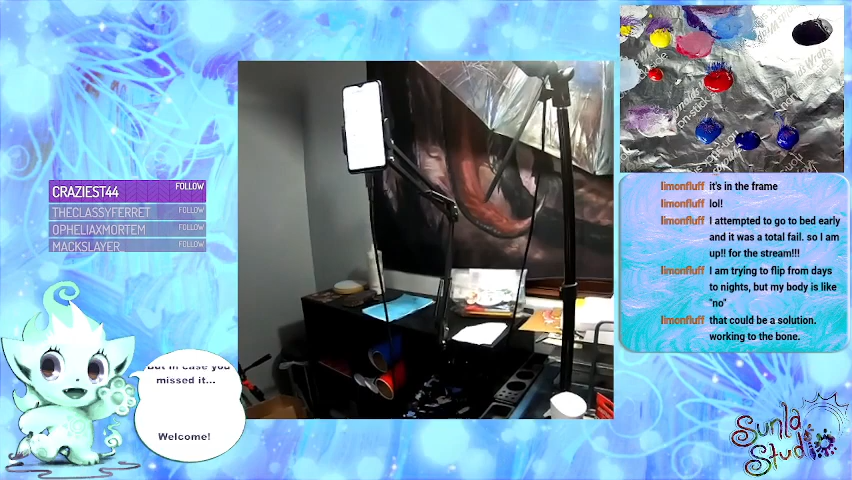 CRAZIEST44 FOLLOW
THECLASSYFERRET FOLLOW
OPHELIAXMORTEM FOLLOW
MACKSLAYER FOLLOW
but in case you
missed it...
Welcome!
limonfluff it's in the frame
limonfluff lol!
limonfluff I attempted to go to bed early
and it was a total fail. so I am
up!! for the stream!!!
limonfluff I am trying to flip from days
to nights, but my body is like
"no"
limonfluff that could be a solution.
working to the bone.
Sunla
Studio